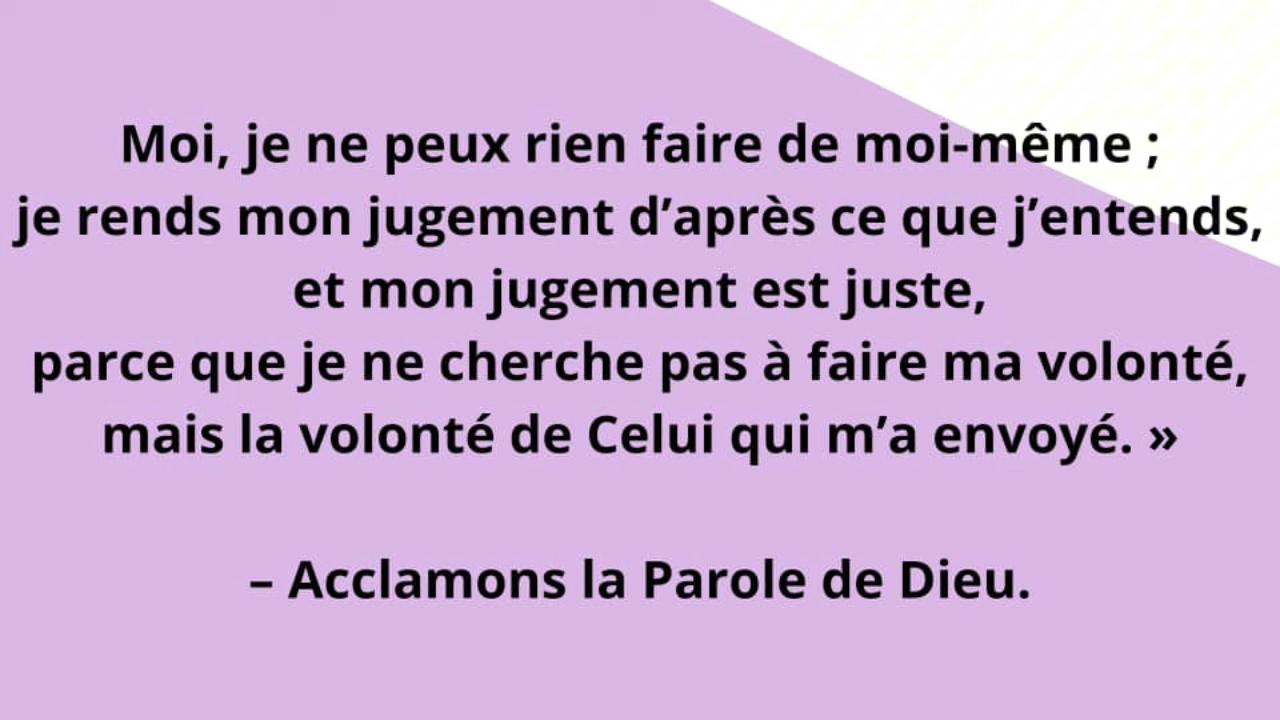 Moi, je ne peux rien faire de moi-même ;
je rends mon jugement d’après ce que j’entends,
et mon jugement est juste,
parce que je ne cherche pas à faire ma volonté,
mais la volonté de Celui qui m’a envoyé. »
– Acclamons la Parole de Dieu.